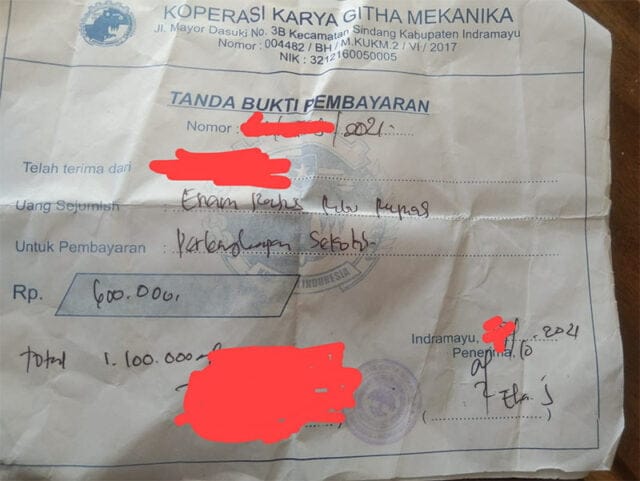 KOPERASI KARYA GITHA MEKANIKA
Jl. Mayor Dasuki No. 3B Kecamatan Sindang Kabupaten Indramayu
Nomor : 004482 / BH / M.KUKM.2 / VI / 2017
NIK : 3212160050005
TANDA BUKTI PEMBAYARAN
Nomor : / 2021
Telah terima dari
Uang Sejumlah : Enam Ratus Ribu Rupiah
Untuk Pembayaran : Perlengkapan Sekolah
Rp. 600.000,
Indramayu, 2021
Total 1.100.000
Penerima,
Ela S
INDONESIA